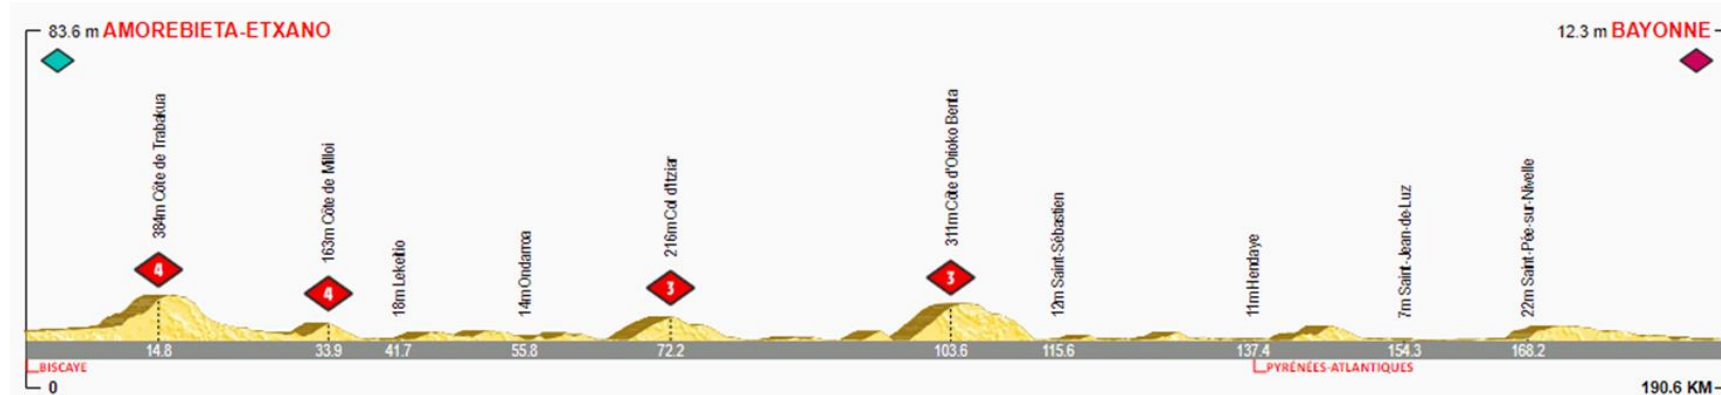 83.6 m AMOREBIETA-ETXANO
12.3 m BAYONNE
384m Côte de Trabakua
163m Côte de Milloi
18m Lekeitio
14m Ondarroa
216m Col d'Itziar
311m Côte d'Orioko Benta
12m Saint-Sébastien
11m Hendaye
7m Saint-Jean-de-Luz
22m Saint-Pée-sur-Nivelle
4
4
3
3
14.8
33.9
41.7
55.8
72.2
103.6
115.6
137.4
154.3
168.2
BISCAYE
PYRÉNÉES-ATLANTIQUES
0
190.6 KM